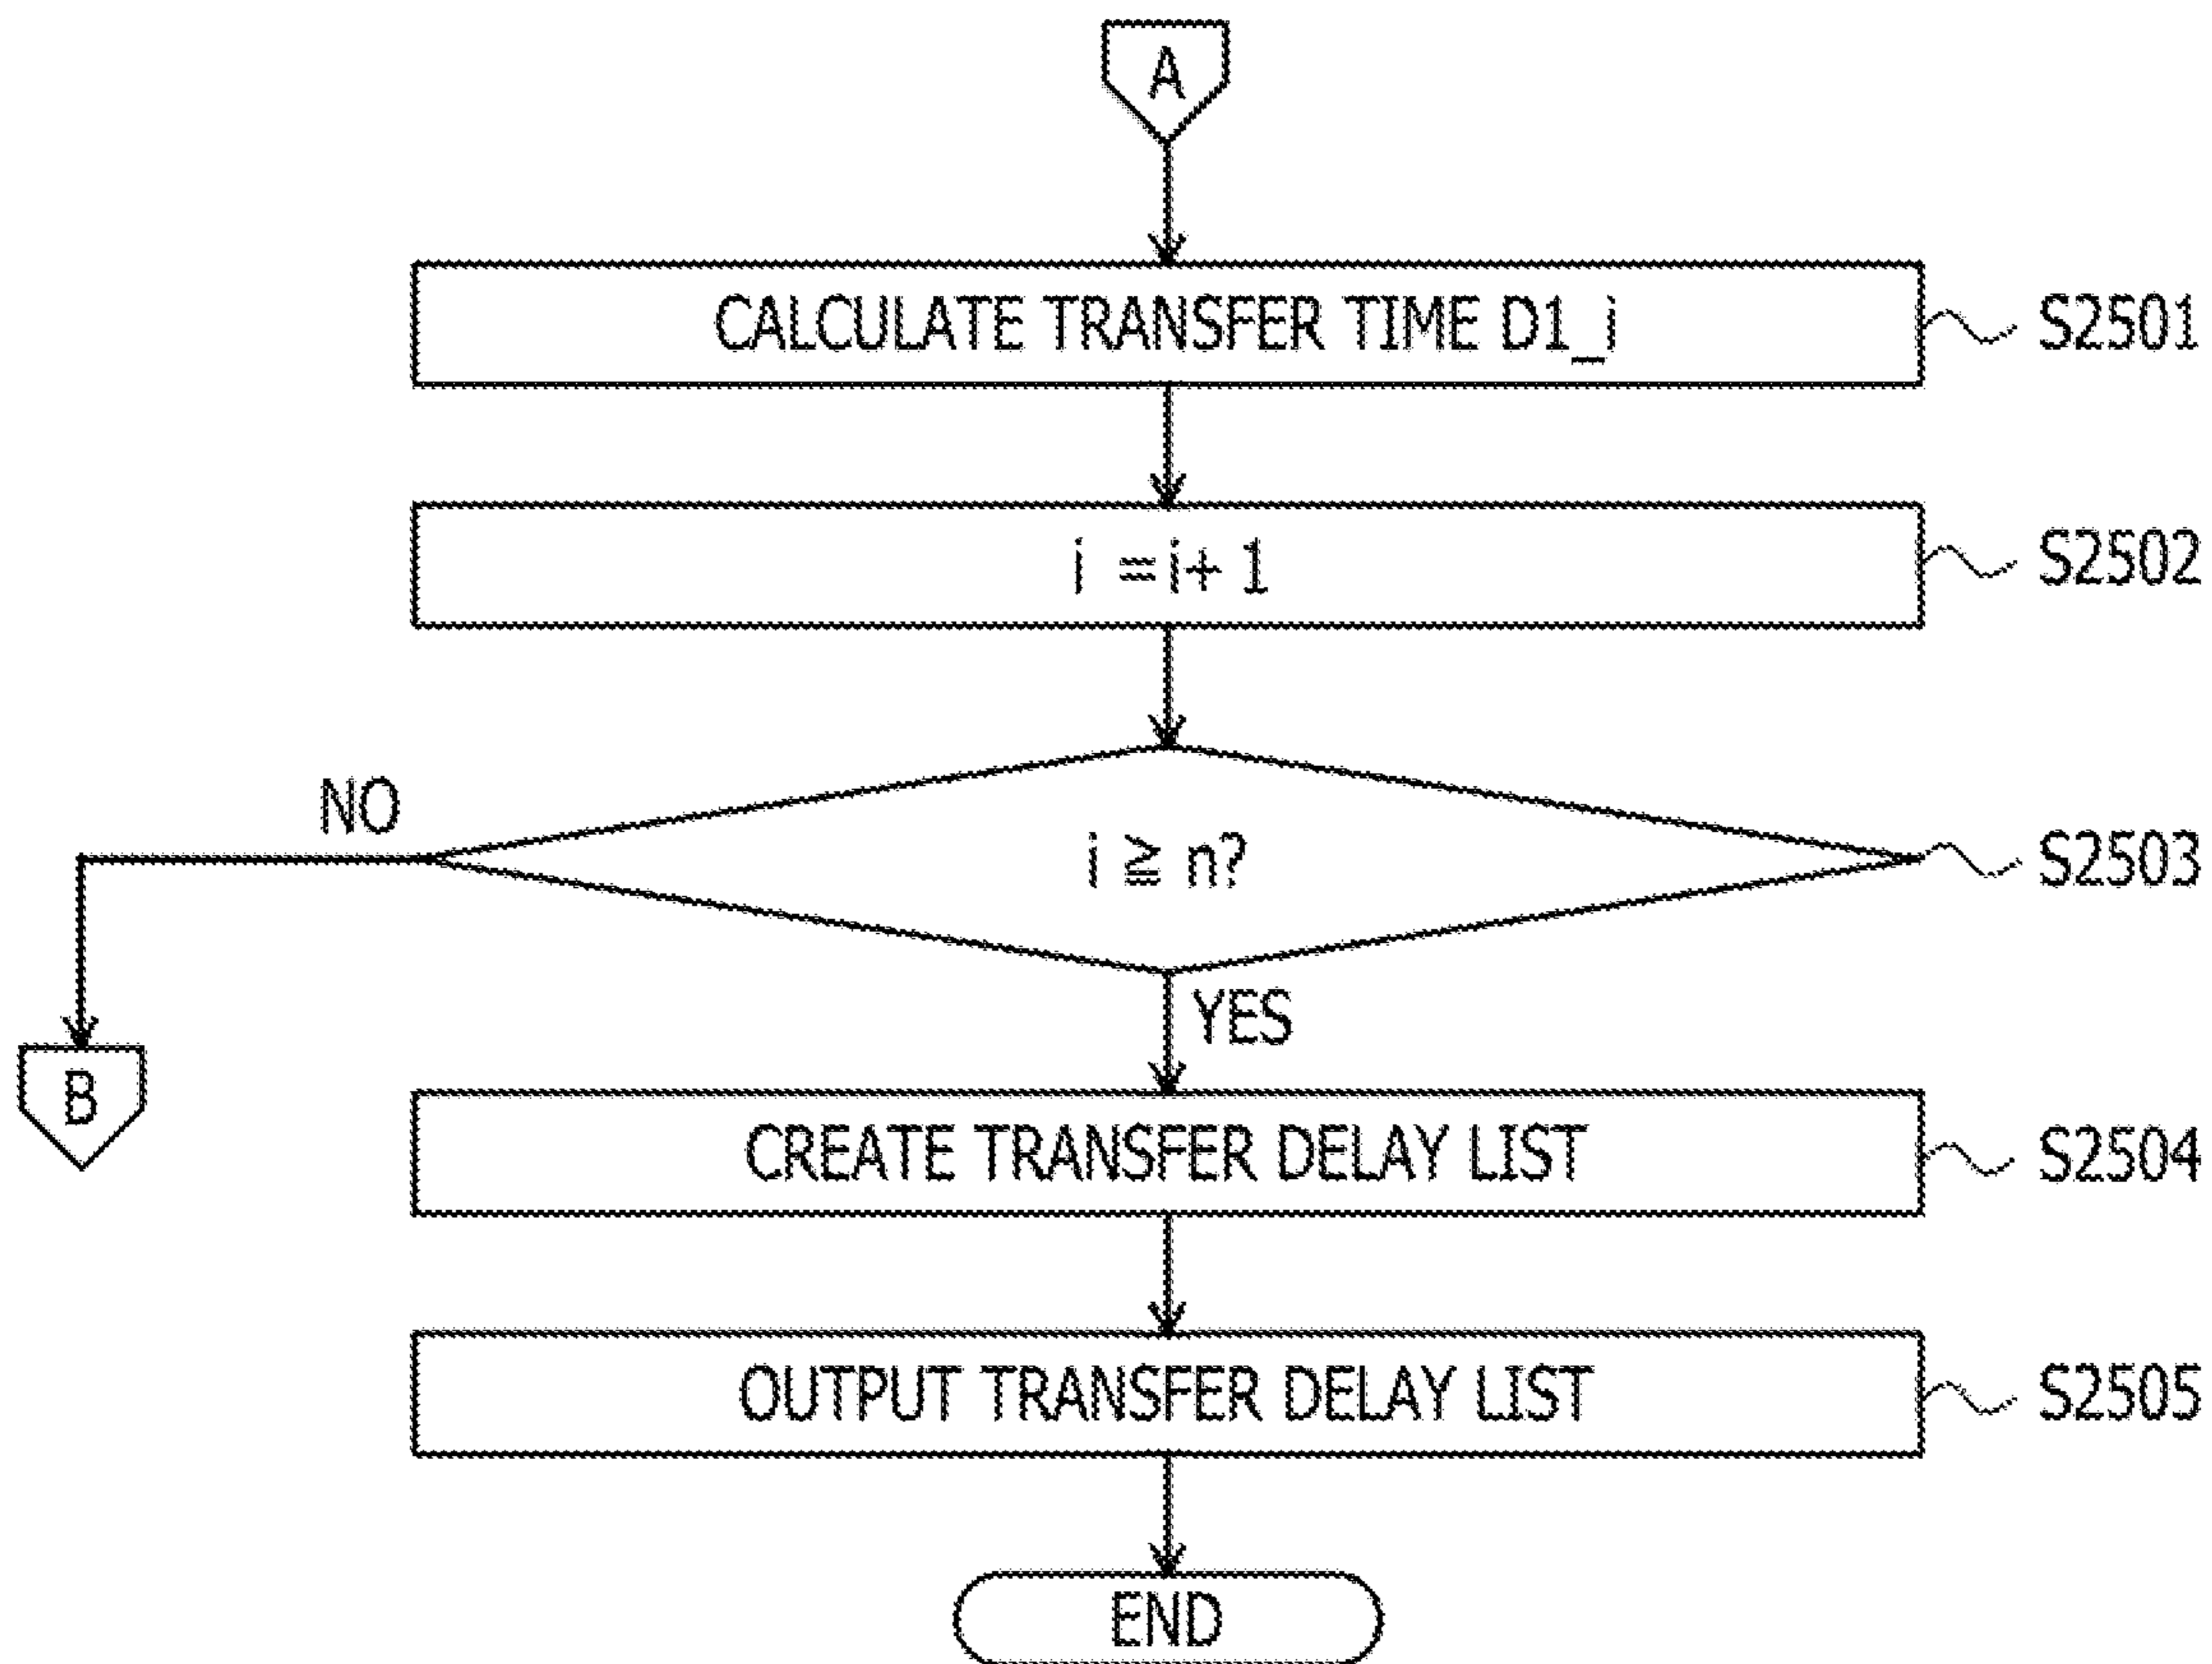 A
CALCULATE TRANSFER TIME D1_i
S2501
i = i + 1
S2502
NO
i ≧ n?
S2503
YES
B
CREATE TRANSFER DELAY LIST
S2504
OUTPUT TRANSFER DELAY LIST
S2505
END